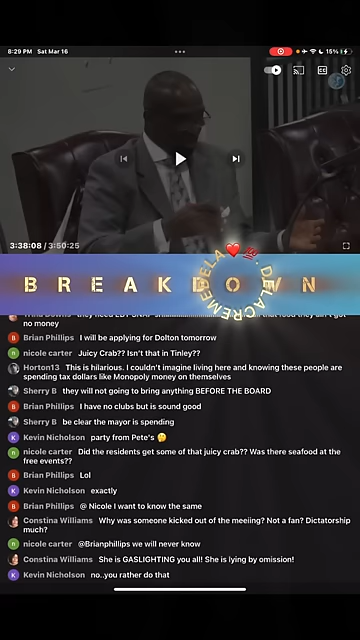 8:29 PM Sat Mar 16
15%
CC
3:38:08 / 3:50:25
BREAKDOWN
DELACREMEDELACREME
no money
Brian Phillips I will be applying for Dolton tomorrow
nicole carter Juicy Crab?? Isn't that in Tinley??
Horton13 This is hilarious. I couldn't imagine living here and knowing these people are
spending tax dollars like Monopoly money on themselves
Sherry B they will not going to bring anything BEFORE THE BOARD
Brian Phillips I have no clubs but is sound good
Sherry B be clear the mayor is spending
Kevin Nicholson party from Pete's 🤔
nicole carter Did the residents get some of that juicy crab?? Was there seafood at the
free events??
Brian Phillips Lol
Kevin Nicholson exactly
Brian Phillips @ Nicole I want to know the same
Constina Williams Why was someone kicked out of the meeiing? Not a fan? Dictatorship
much?
nicole carter @Brianphillips we will never know
Constina Williams She is GASLIGHTING you all! She is lying by omission!
Kevin Nicholson no..you rather do that